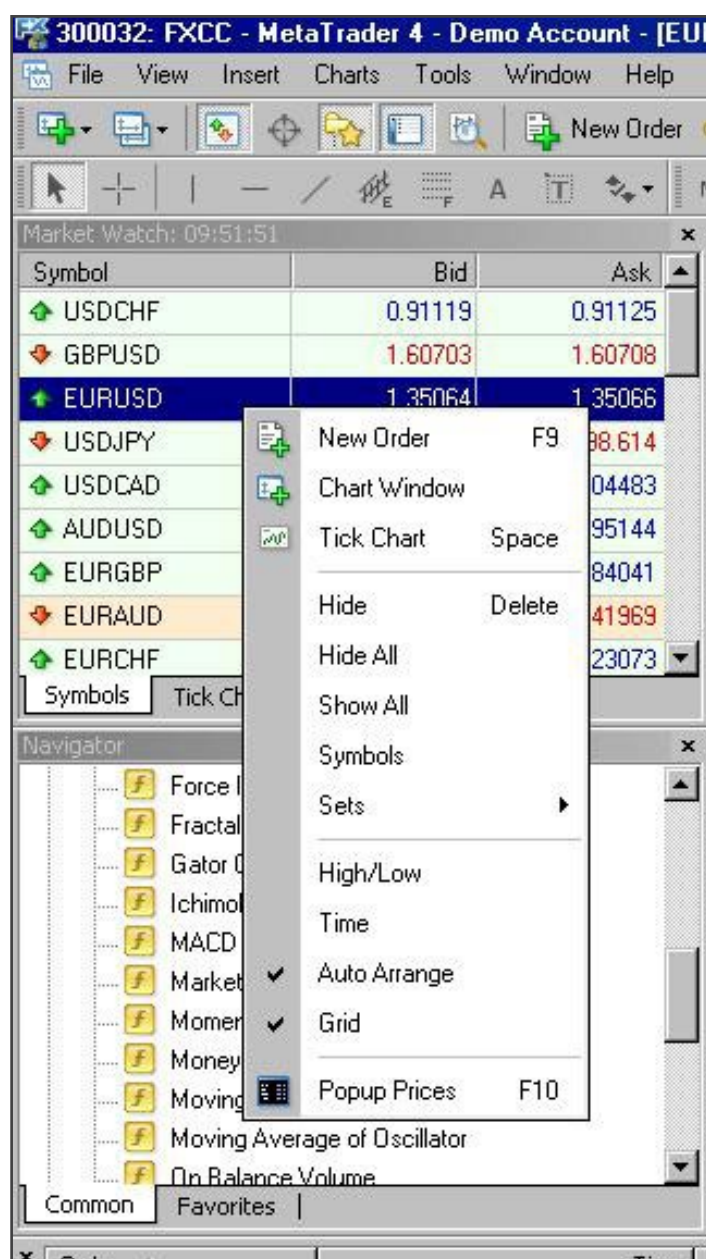 300032: FXCC - MetaTrader 4 - Demo Account - [EU
File View Insert Charts Tools Window Help
New Order
E F A T
Market Watch: 09:51:51
Symbol Bid Ask
USDCHF 0.91119 0.91125
GBPUSD 1.60703 1.60708
EURUSD 1.35064 1.35066
USDJPY 98.614
USDCAD 04483
AUDUSD 95144
EURGBP 84041
EURAUD 41969
EURCHF 23073
Symbols Tick Ch
New Order F9
Chart Window
Tick Chart Space
Hide Delete
Hide All
Show All
Symbols
Sets
High/Low
Time
Auto Arrange
Grid
Popup Prices F10
Navigator
Force I
Fractal
Gator O
Ichimok
MACD
Market
Momen
Money
Moving
Moving Average of Oscillator
On Balance Volume
Common Favorites